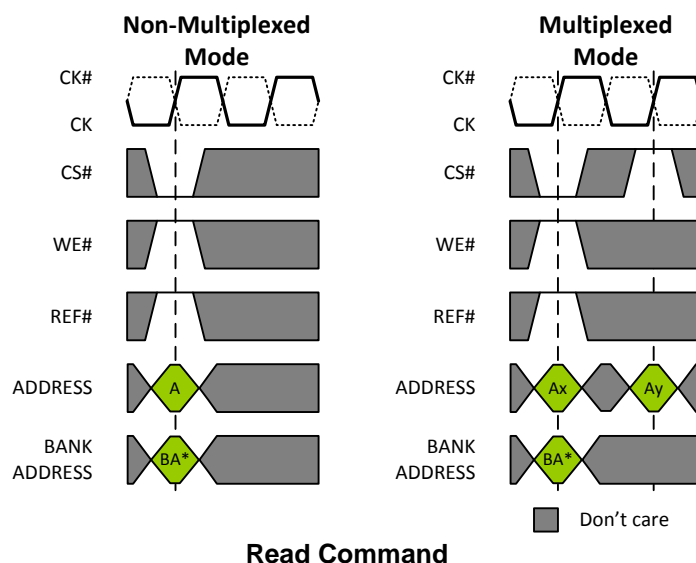 Non-Multiplexed
Mode
CK#
CK
CS#
WE#
REF#
ADDRESS
A
BANK
ADDRESS
BA*
Multiplexed
Mode
CK#
CK
CS#
WE#
REF#
ADDRESS
Ax
Ay
BANK
ADDRESS
BA*
Don't care
Read Command